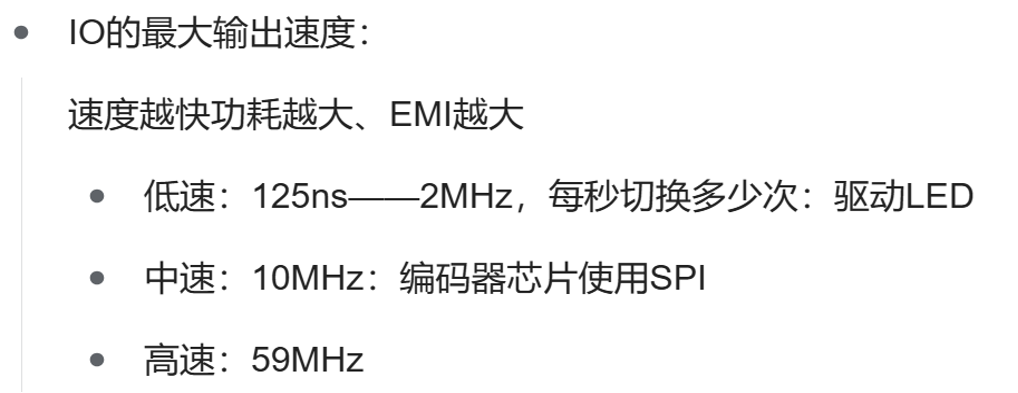 IO的最大输出速度：
速度越快功耗越大、EMI越大
低速：125ns——2MHz，每秒切换多少次：驱动LED
中速：10MHz：编码器芯片使用SPI
高速：59MHz